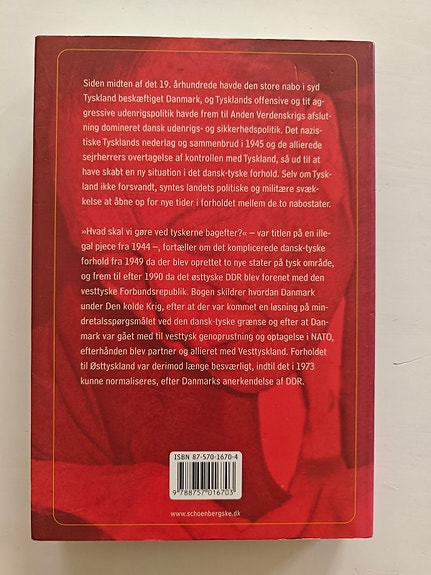 Siden midten af det 19. århundrede havde den store nabo i syd
Tyskland beskæftiget Danmark, og Tysklands offensive og tit ag-
gressive udenrigspolitik havde frem til Anden Verdenskrigs afslut-
ning domineret dansk udenrigs- og sikkerhedspolitik. Det nazis-
tiske Tysklands nederlag og sammenbrud i 1945 og de allierede
sejrherrers overtagelse af kontrollen med Tyskland, så ud til at
have skabt en ny situation i det dansk-tyske forhold. Selv om Tysk-
land ikke forsvandt, syntes landets politiske og militære svæk-
kelse at åbne op for nye tider i forholdet mellem de to nabostater.
»Hvad skal vi gøre ved tyskerne bagefter?« – var titlen på en ille-
gal pjece fra 1944 –, fortæller om det komplicerede dansk-tyske
forhold fra 1949 da der blev oprettet to nye stater på tysk område,
og frem til efter 1990 da det østtyske DDR blev forenet med den
vesttyske Forbundsrepublik. Bogen skildrer hvordan Danmark
under Den kolde Krig, efter at der var kommet en løsning på min-
dretalsspørgsmålet ved den dansk-tyske grænse og efter at Dan-
mark var gået med til vesttysk genoprustning og optagelse i NATO,
efterhånden blev partner og allieret med Vesttyskland. Forholdet
til Østtyskland var derimod længe besværligt, indtil det i 1973
kunne normaliseres, efter Danmarks anerkendelse af DDR.
ISBN 87-570-1670-4
9 788757 016703
www.schoenbergske.dk